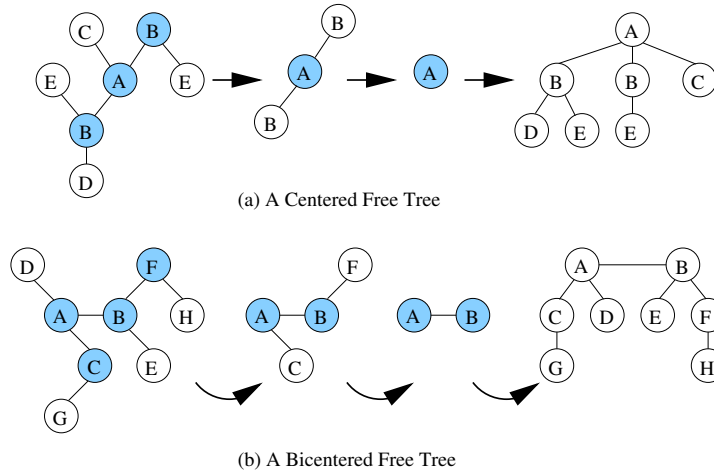 C B B A
E A E A A B B C
B B D E E
D
(a) A Centered Free Tree
D F F A B
A B H A B A B C D E F
C E C G H
G
(b) A Bicentered Free Tree